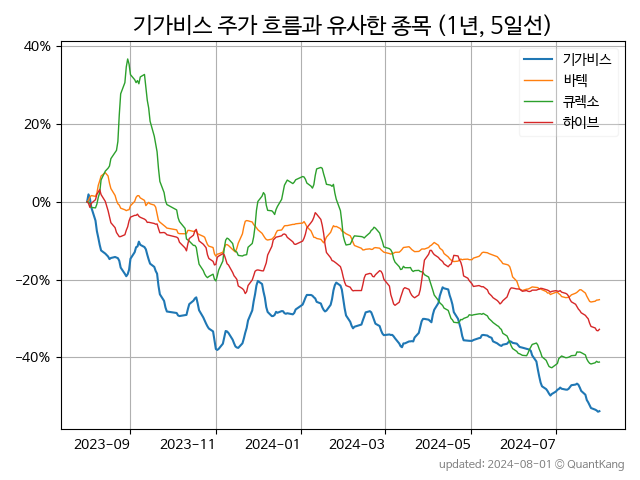 기가비스 주가 흐름과 유사한 종목 (1년, 5일선)
기가비스
바텍
큐렉소
하이브
40%
20%
0%
−20%
−40%
2023-09 2023-11 2024-01 2024-03 2024-05 2024-07
updated: 2024-08-01 © QuantKang